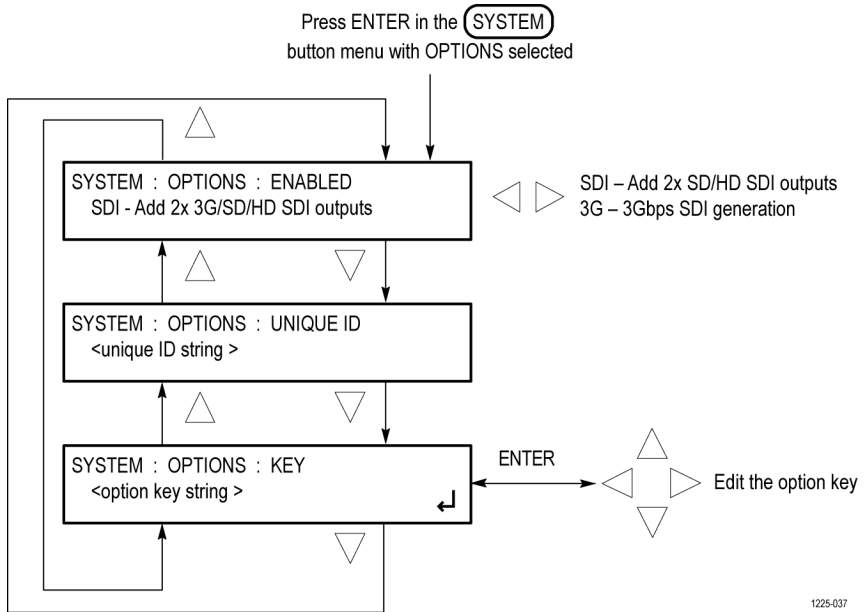 Press ENTER in the SYSTEM
button menu with OPTIONS selected
SYSTEM : OPTIONS : ENABLED
SDI - Add 2x 3G/SD/HD SDI outputs
SDI – Add 2x SD/HD SDI outputs
3G – 3Gbps SDI generation
SYSTEM : OPTIONS : UNIQUE ID
<unique ID string >
SYSTEM : OPTIONS : KEY
<option key string >
ENTER
Edit the option key
1225-037